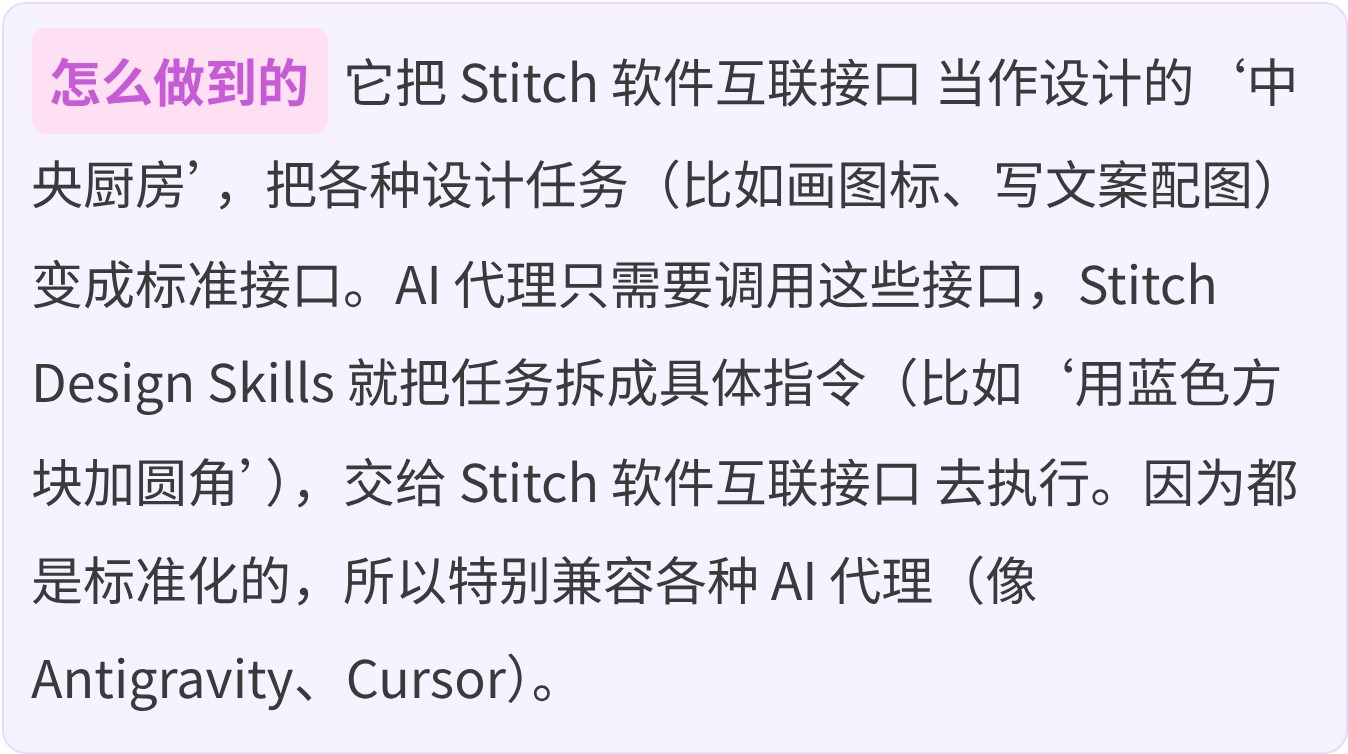 怎么做到的 它把 Stitch 软件互联接口 当作设计的‘中
央厨房’，把各种设计任务（比如画图标、写文案配图）
变成标准接口。AI 代理只需要调用这些接口，Stitch
Design Skills 就把任务拆成具体指令（比如‘用蓝色方
块加圆角’），交给 Stitch 软件互联接口 去执行。因为都
是标准化的，所以特别兼容各种 AI 代理（像
Antigravity、Cursor）。